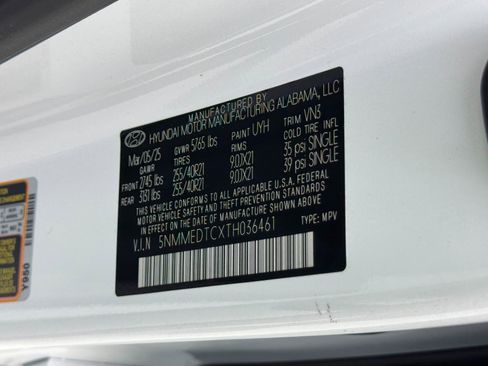 MANUFACTURED BY
HYUNDAI MOTOR MANUFACTURING ALABAMA, LLC
Mar/05/25 GVWR 5765 lbs PAINT UYH TRIM VN3
GAWR TIRES RIMS COLD TIRE INFL
FRONT 2745 lbs 255/40R21 9.0JX21 35 psi SINGLE
REAR 3131 lbs 255/40R21 9.0JX21 39 psi SINGLE
THIS VEHICLE CONFORMS TO ALL APPLICABLE U.S.A. FEDERAL
MOTOR VEHICLE SAFETY, BUMPER, AND THEFT PREVENTION STANDARDS
IN EFFECT ON THE DATE OF MANUFACTURE SHOWN ABOVE.
V.I.N 5NMMEDTCXTH036461 TYPE: MPV
Y950